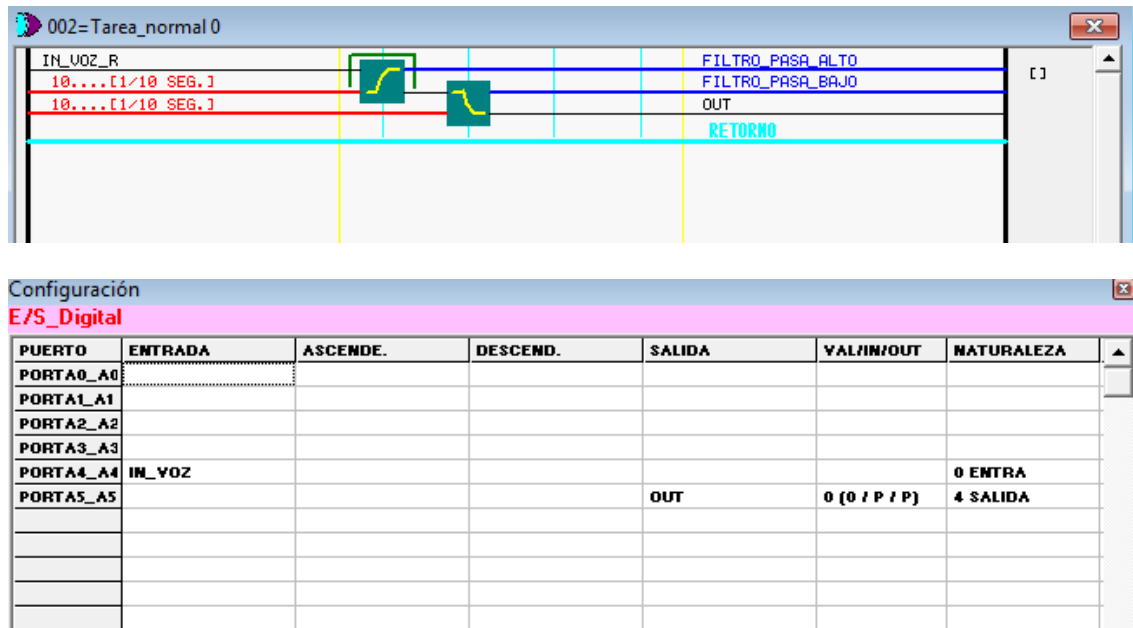 002=Tarea_normal 0
IN_VOZ_R FILTRO_PASA_ALTO
10....[1/10 SEG.] FILTRO_PASA_BAJO []
10....[1/10 SEG.] OUT
RETORNO
Configuración
E/S_Digital
PUERTO ENTRADA ASCENDE. DESCEND. SALIDA VAL/IN/OUT NATURALEZA
PORTA0_A0
PORTA1_A1
PORTA2_A2
PORTA3_A3
PORTA4_A4 IN_VOZ 0 ENTRA
PORTA5_A5 OUT 0 (0 / P / P) 4 SALIDA